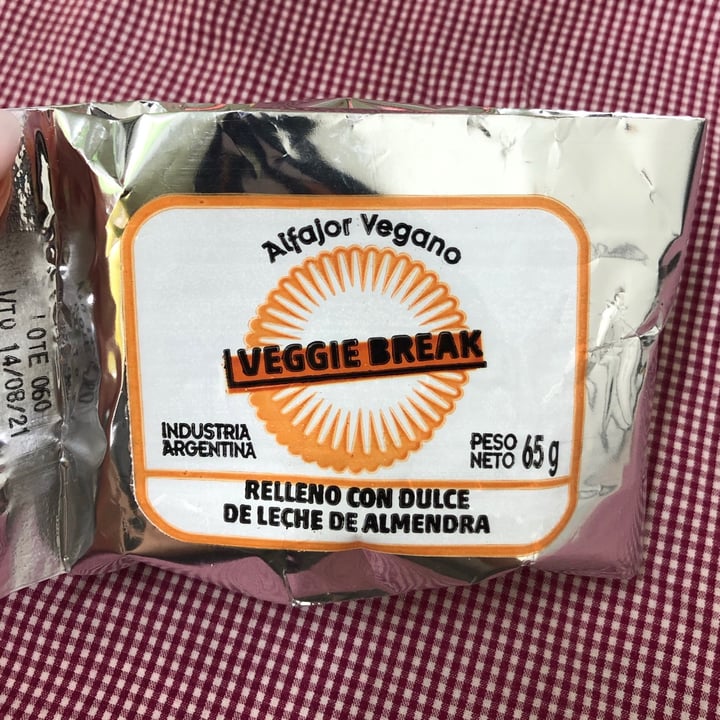 Alfajor Vegano
VEGGIE BREAK
INDUSTRIA
ARGENTINA
PESO
NETO 65 g
RELLENO CON DULCE
DE LECHE DE ALMENDRA
LOTE 060
VTO 14/08/21